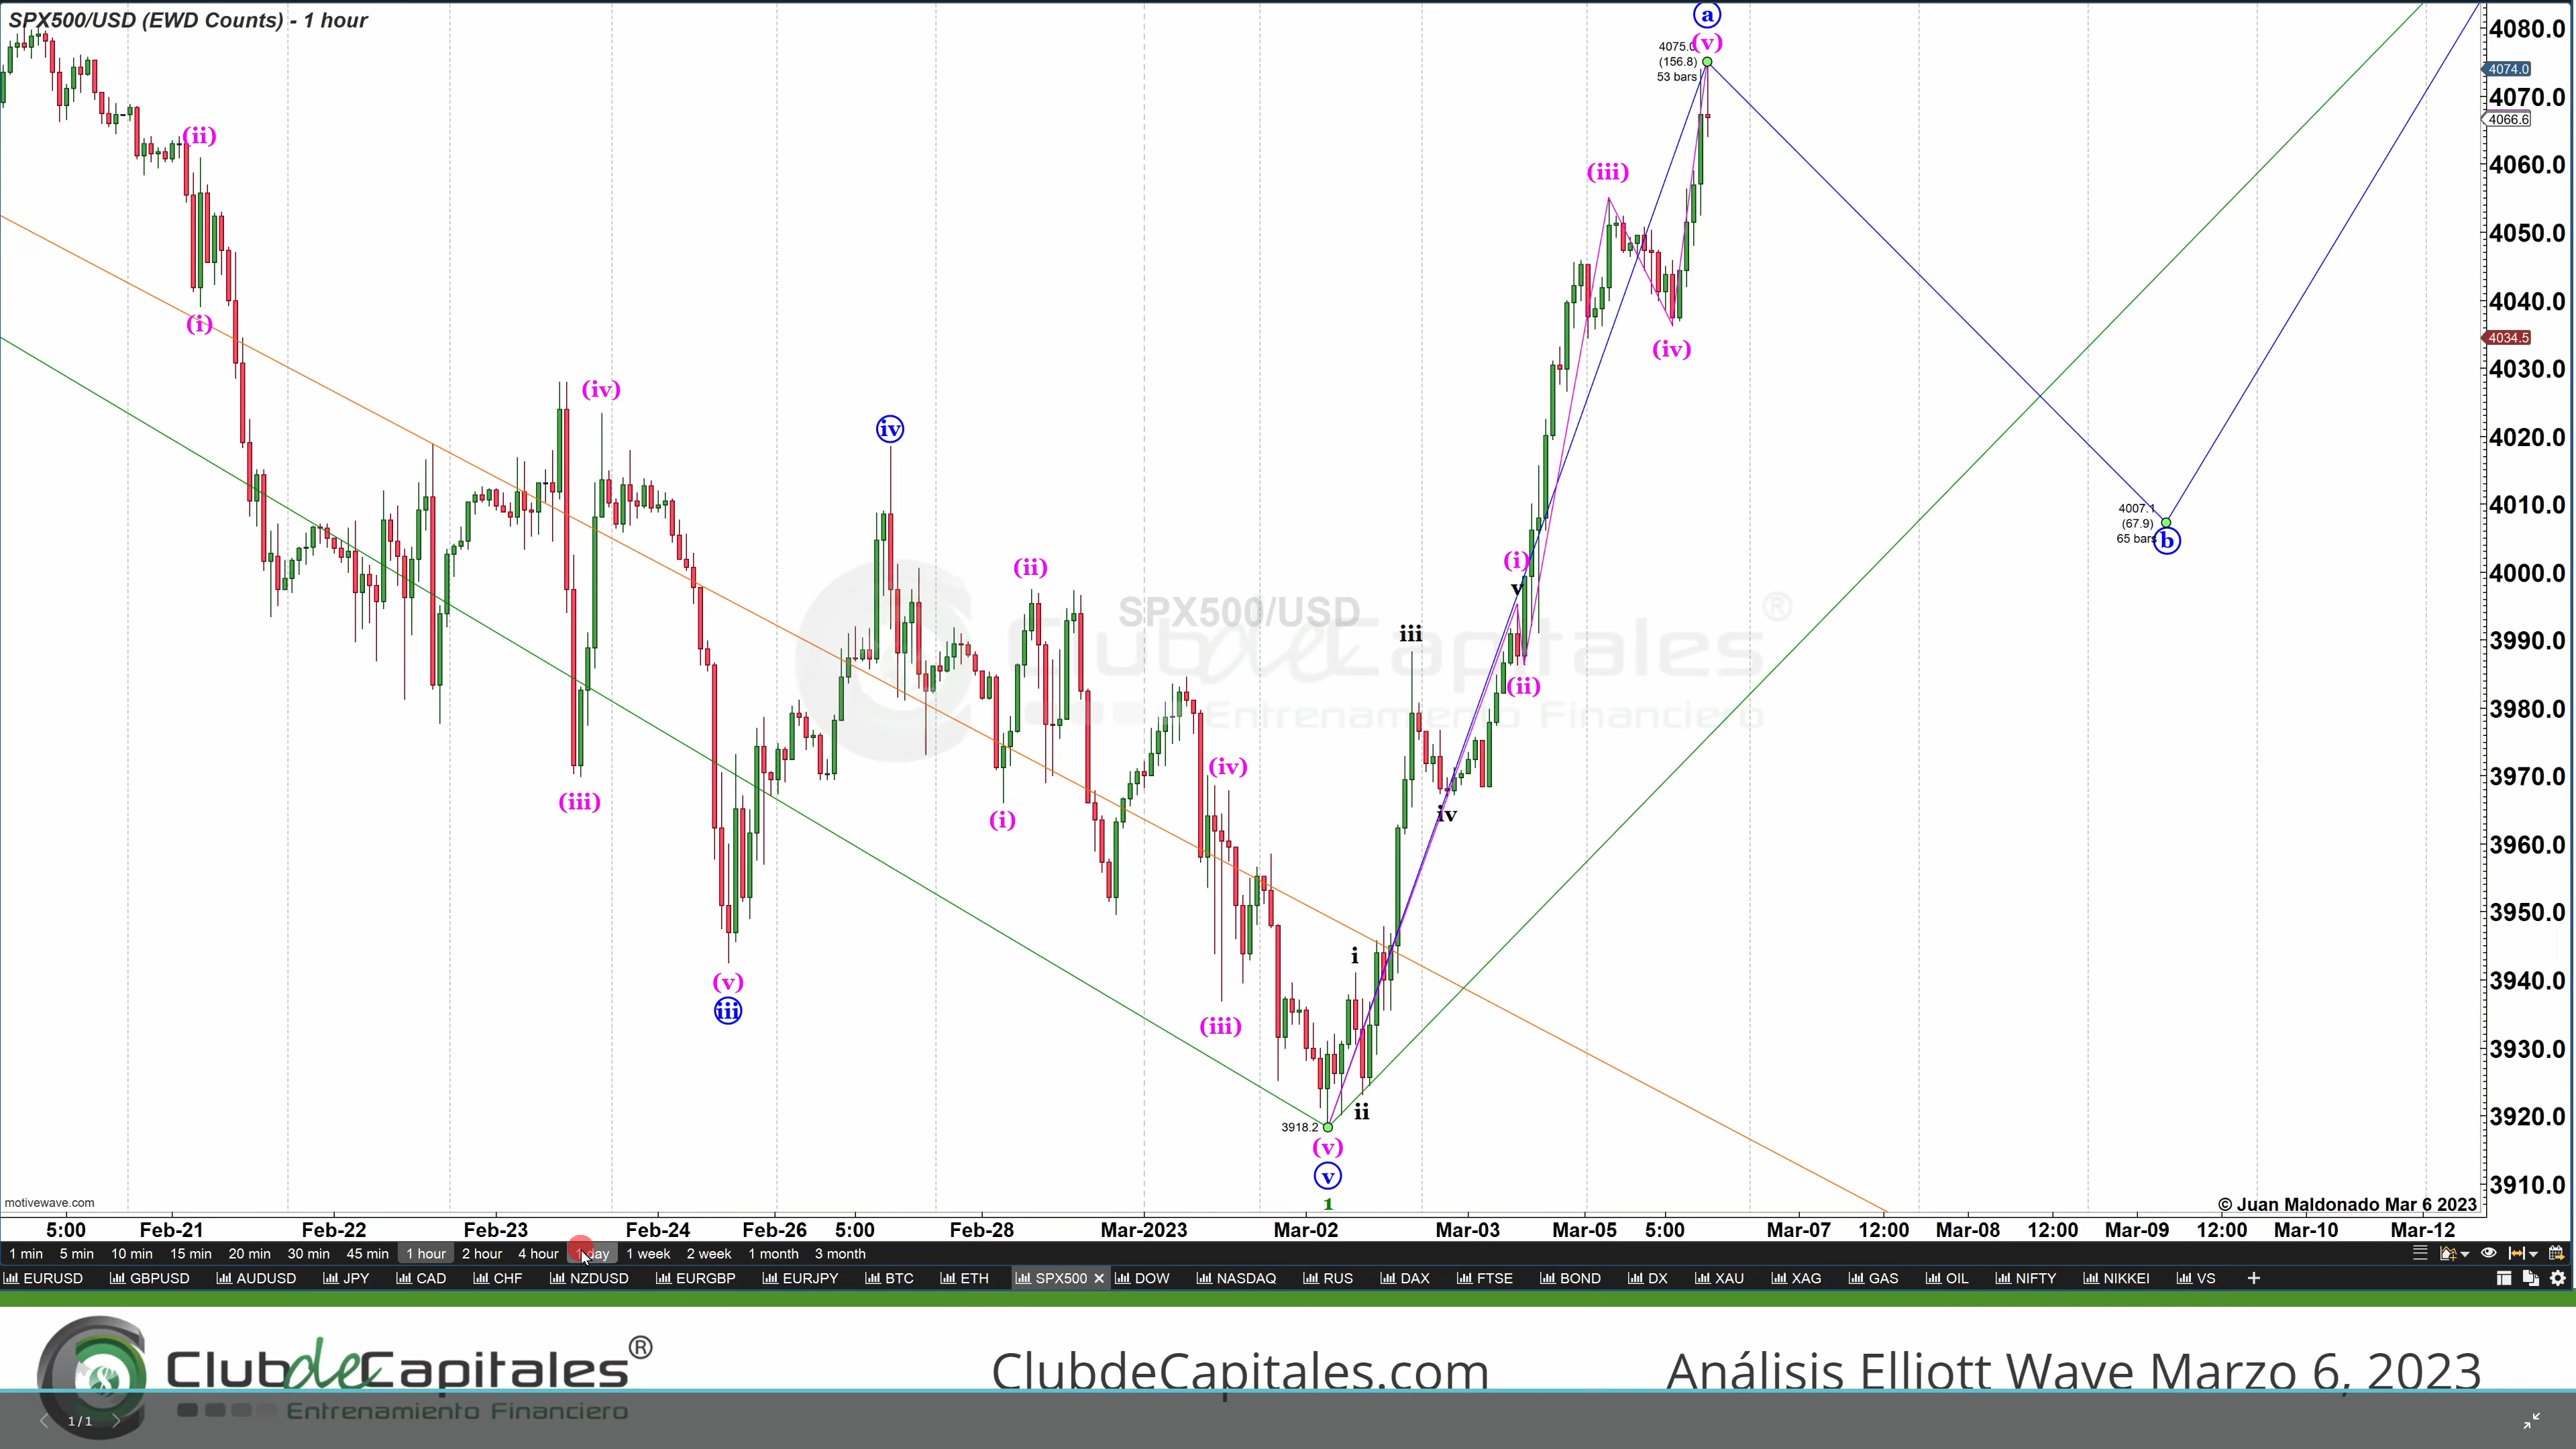 SPX500/USD (EWD Counts) - 1 hour
a
(v)
4075.0
(156.8)
53 bars
4080.0
4074.0
4070.0
4066.6
4060.0
4050.0
4040.0
4034.5
4030.0
4020.0
4010.0
4000.0
3990.0
3980.0
3970.0
3960.0
3950.0
3940.0
3930.0
3920.0
3910.0
(ii)
(i)
(iv)
(iii)
(v)
iii
iv
(ii)
(i)
(iv)
(iii)
3918.2
(v)
v
1
i
ii
iii
iv
(i)
v
(ii)
(iii)
(iv)
4007.1
(67.9)
65 bars
b
SPX500/USD
ClubdeCapitales ®
Entrenamiento Financiero
motivewave.com
© Juan Maldonado Mar 6 2023
5:00 Feb-21 Feb-22 Feb-23 Feb-24 Feb-26 5:00 Feb-28 Mar-2023 Mar-02 Mar-03 Mar-05 5:00 Mar-07 12:00 Mar-08 12:00 Mar-09 12:00 Mar-10 Mar-12
1 min 5 min 10 min 15 min 20 min 30 min 45 min 1 hour 2 hour 4 hour 1 day 1 week 2 week 1 month 3 month
EURUSD GBPUSD AUDUSD JPY CAD CHF NZDUSD EURGBP EURJPY BTC ETH SPX500 DOW NASDAQ RUS DAX FTSE BOND DX XAU XAG GAS OIL NIFTY NIKKEI VS
ClubdeCapitales®
Entrenamiento Financiero
ClubdeCapitales.com
Análisis Elliott Wave Marzo 6, 2023
1/1